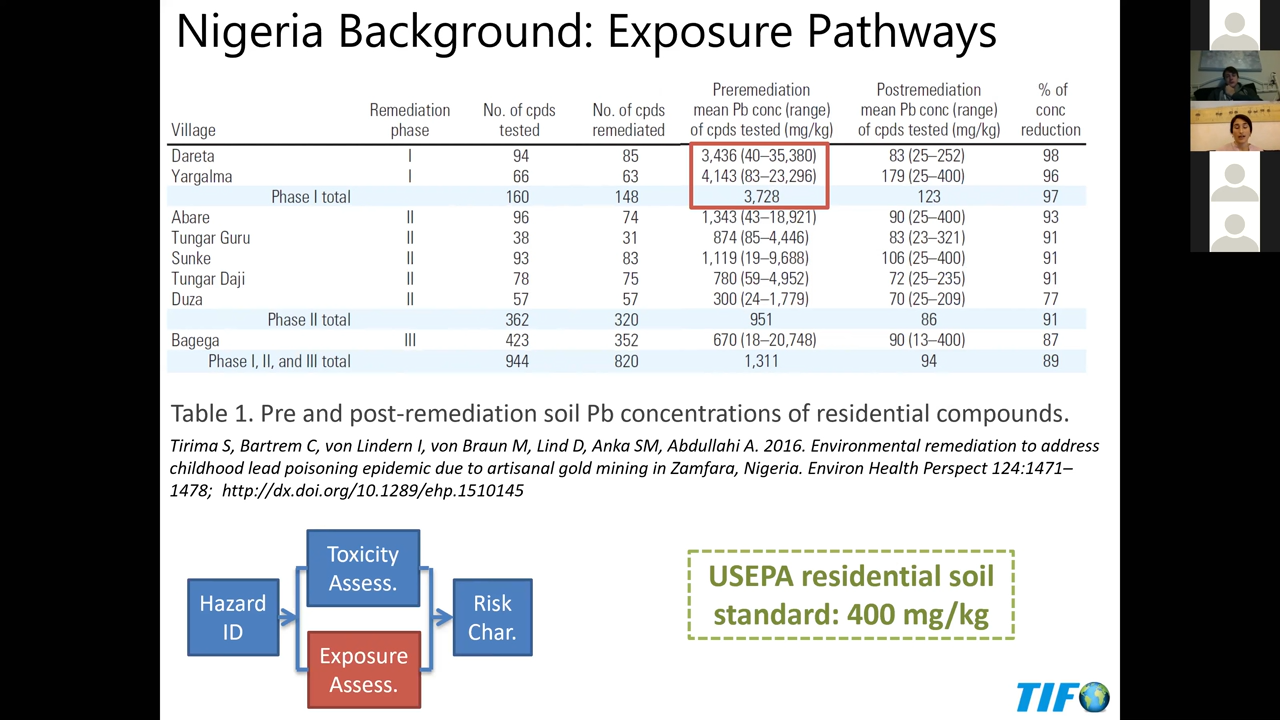 Nigeria Background: Exposure Pathways
Village Remediation phase No. of cpds tested No. of cpds remediated Preremediation mean Pb conc (range) of cpds tested (mg/kg) Postremediation mean Pb conc (range) of cpds tested (mg/kg) % of conc reduction
Dareta I 94 85 3,436 (40–35,380) 83 (25–252) 98
Yargalma I 66 63 4,143 (83–23,296) 179 (25–400) 96
Phase I total 160 148 3,728 123 97
Abare II 96 74 1,343 (43–18,921) 90 (25–400) 93
Tungar Guru II 38 31 874 (85–4,446) 83 (23–321) 91
Sunke II 93 83 1,119 (19–9,688) 106 (25–400) 91
Tungar Daji II 78 75 780 (59–4,952) 72 (25–235) 91
Duza II 57 57 300 (24–1,779) 70 (25–209) 77
Phase II total 362 320 951 86 91
Bagega III 423 352 670 (18–20,748) 90 (13–400) 87
Phase I, II, and III total 944 820 1,311 94 89
Table 1. Pre and post-remediation soil Pb concentrations of residential compounds.
Tirima S, Bartrem C, von Lindern I, von Braun M, Lind D, Anka SM, Abdullahi A. 2016. Environmental remediation to address
childhood lead poisoning epidemic due to artisanal gold mining in Zamfara, Nigeria. Environ Health Perspect 124:1471–
1478; http://dx.doi.org/10.1289/ehp.1510145
Hazard
ID
Toxicity
Assess.
Exposure
Assess.
Risk
Char.
USEPA residential soil
standard: 400 mg/kg
TIFO